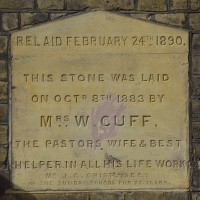 RELAID FEBRUARY 24TH 1890.
THIS STONE WAS LAID
ON OCTR 8TH 1883 BY
MRS W. CUFF.
THE PASTORS WIFE & BEST
HELPER IN ALL HIS LIFE WORK